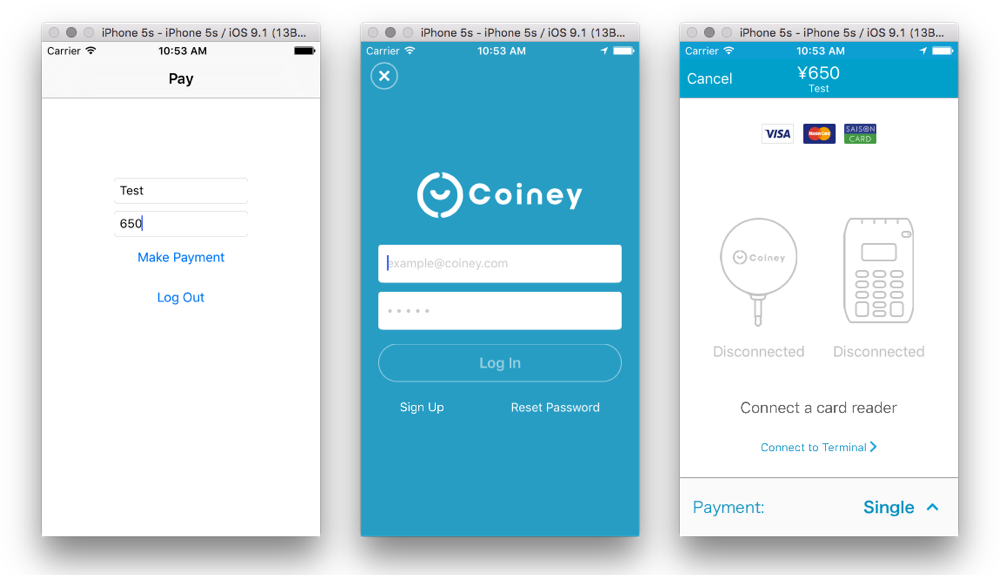 iPhone 5s - iPhone 5s / iOS 9.1 (13B...
Carrier 10:53 AM
Pay
Test
650
Make Payment
Log Out
iPhone 5s - iPhone 5s / iOS 9.1 (13B...
Carrier 10:53 AM
Coiney
example@coiney.com
Log In
Sign Up Reset Password
iPhone 5s - iPhone 5s / iOS 9.1 (13B...
Carrier 10:53 AM
Cancel ¥650
Test
VISA MasterCard SAISON CARD
Coiney
Disconnected Disconnected
Connect a card reader
Connect to Terminal
Payment: Single